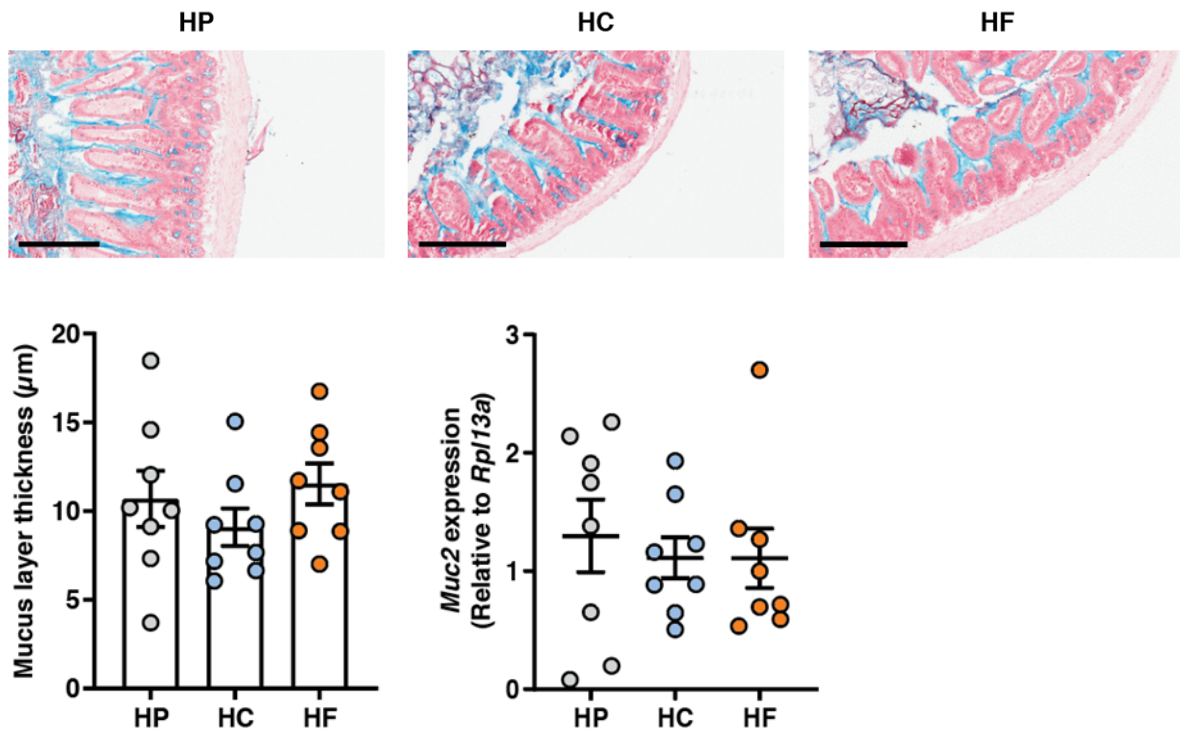 HP
HC
HF
Mucus layer thickness (µm)
20
15
10
5
0
HP
HC
HF
Muc2 expression
(Relative to Rpl13a)
3
2
1
0
HP
HC
HF